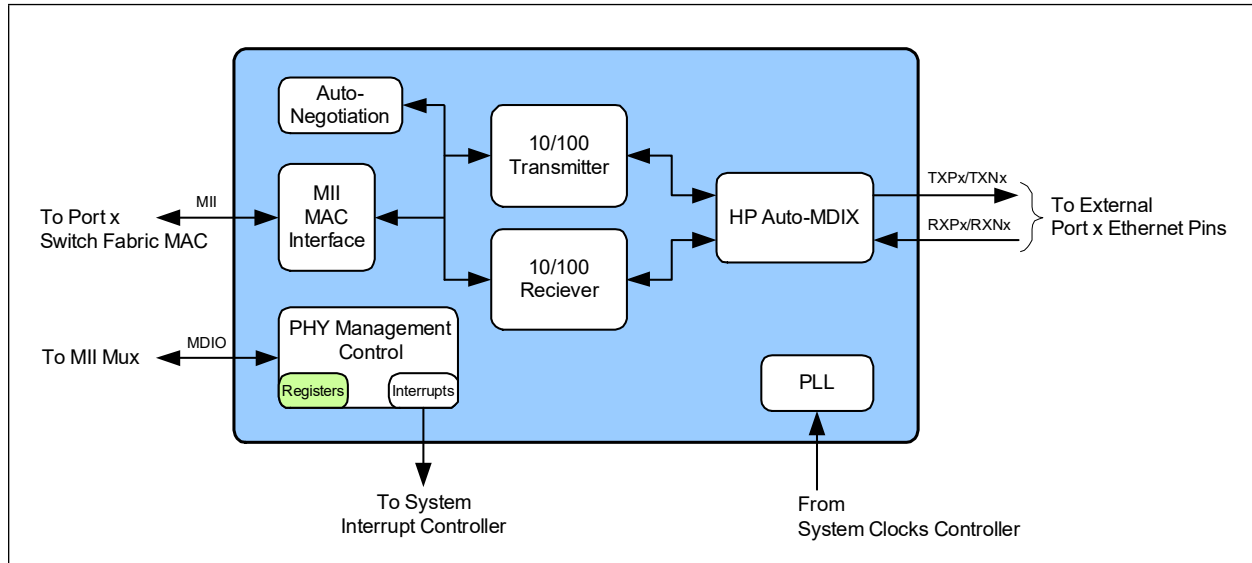 Auto-
Negotiation
10/100
Transmitter
MII
MAC
Interface
HP Auto-MDIX
10/100
Reciever
MII
To Port x
Switch Fabric MAC
TXPx/TXNx
RXPx/RXNx
To External
Port x Ethernet Pins
PHY Management
Control
Registers
Interrupts
MDIO
To MII Mux
PLL
To System
Interrupt Controller
From
System Clocks Controller